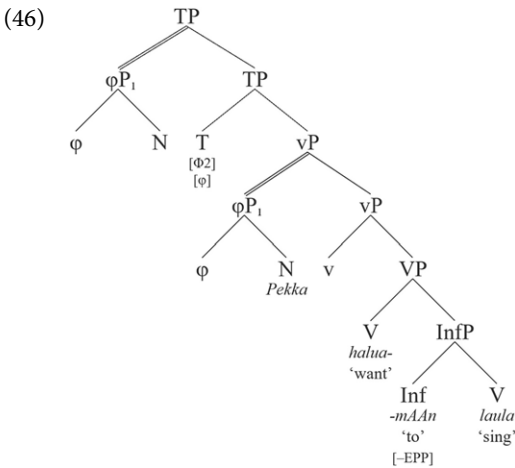 (46)
TP
φP₁ TP
φ N T vP
[Φ2]
[φ]
φP₁ vP
φ N v VP
Pekka
V InfP
halua-
‘want’
Inf V
-mAAn laula
‘to’ ‘sing’
[–EPP]